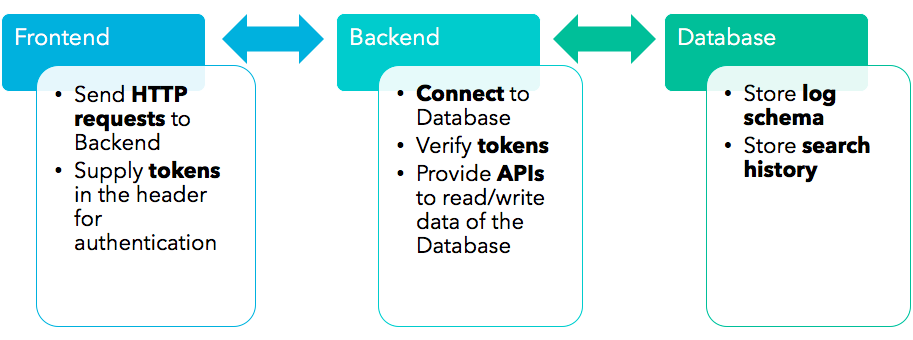 Frontend
• Send HTTP
requests to
Backend
• Supply tokens
in the header
for
authentication
Backend
• Connect to
Database
• Verify tokens
• Provide APIs
to read/write
data of the
Database
Database
• Store log
schema
• Store search
history